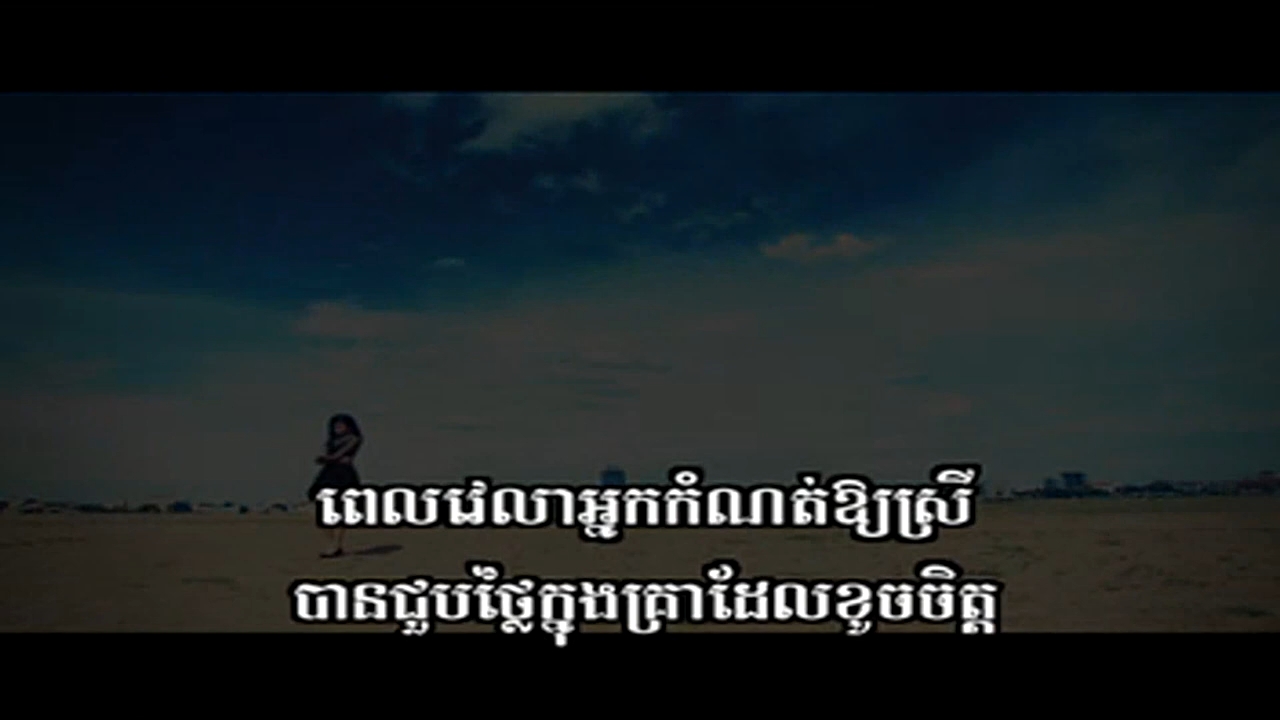 ពេលវេលាអ្នកកំណត់ឱ្យស្រី
បានជួបថ្លៃក្នុងគ្រាដែលខូចចិត្ត